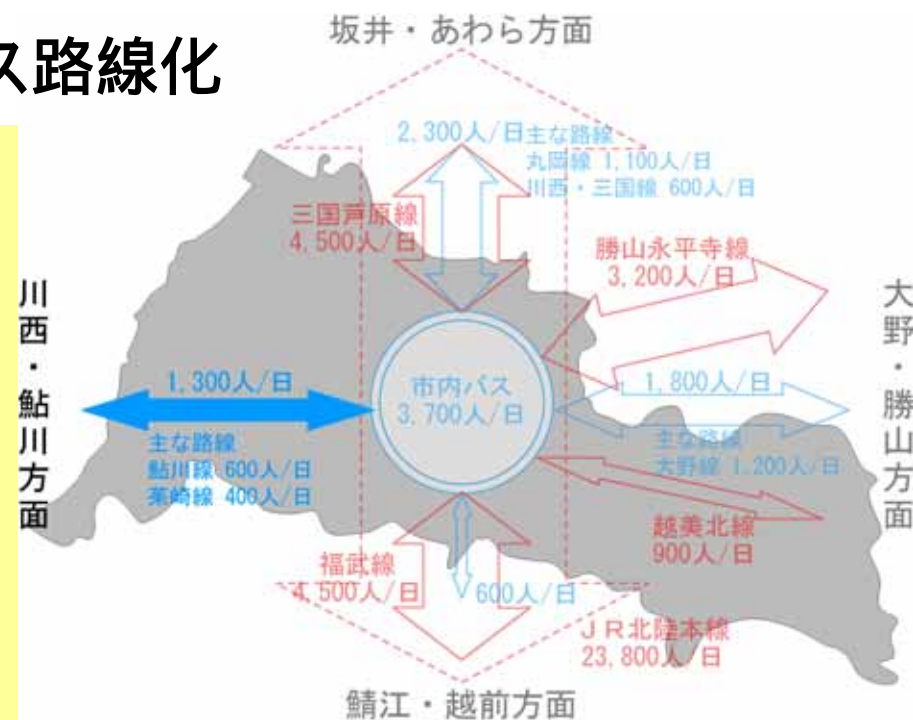 ス路線化
坂井・あわら方面
2,300人/日
主な路線
丸岡線 1,100人/日
川西・三国線 600人/日
三国芦原線
4,500人/日
勝山永平寺線
3,200人/日
川西・鮎川方面
大野・勝山方面
1,300人/日
市内バス
3,700人/日
1,800人/日
主な路線
鮎川線 600人/日
茱崎線 400人/日
主な路線
大野線 1,200人/日
越美北線
900人/日
福武線
4,500人/日
600人/日
JR北陸本線
23,800人/日
鯖江・越前方面